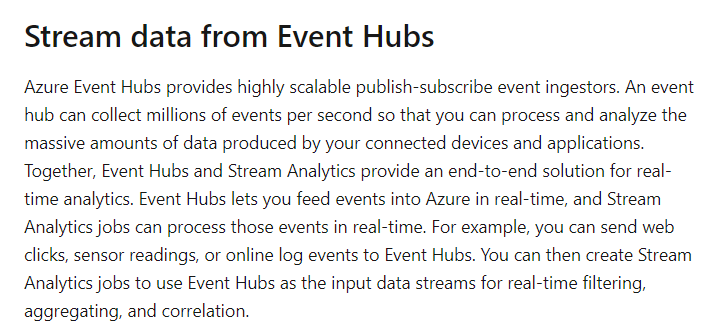 Stream data from Event Hubs
Azure Event Hubs provides highly scalable publish-subscribe event ingestors. An event
hub can collect millions of events per second so that you can process and analyze the
massive amounts of data produced by your connected devices and applications.
Together, Event Hubs and Stream Analytics provide an end-to-end solution for real-
time analytics. Event Hubs lets you feed events into Azure in real-time, and Stream
Analytics jobs can process those events in real-time. For example, you can send web
clicks, sensor readings, or online log events to Event Hubs. You can then create Stream
Analytics jobs to use Event Hubs as the input data streams for real-time filtering,
aggregating, and correlation.